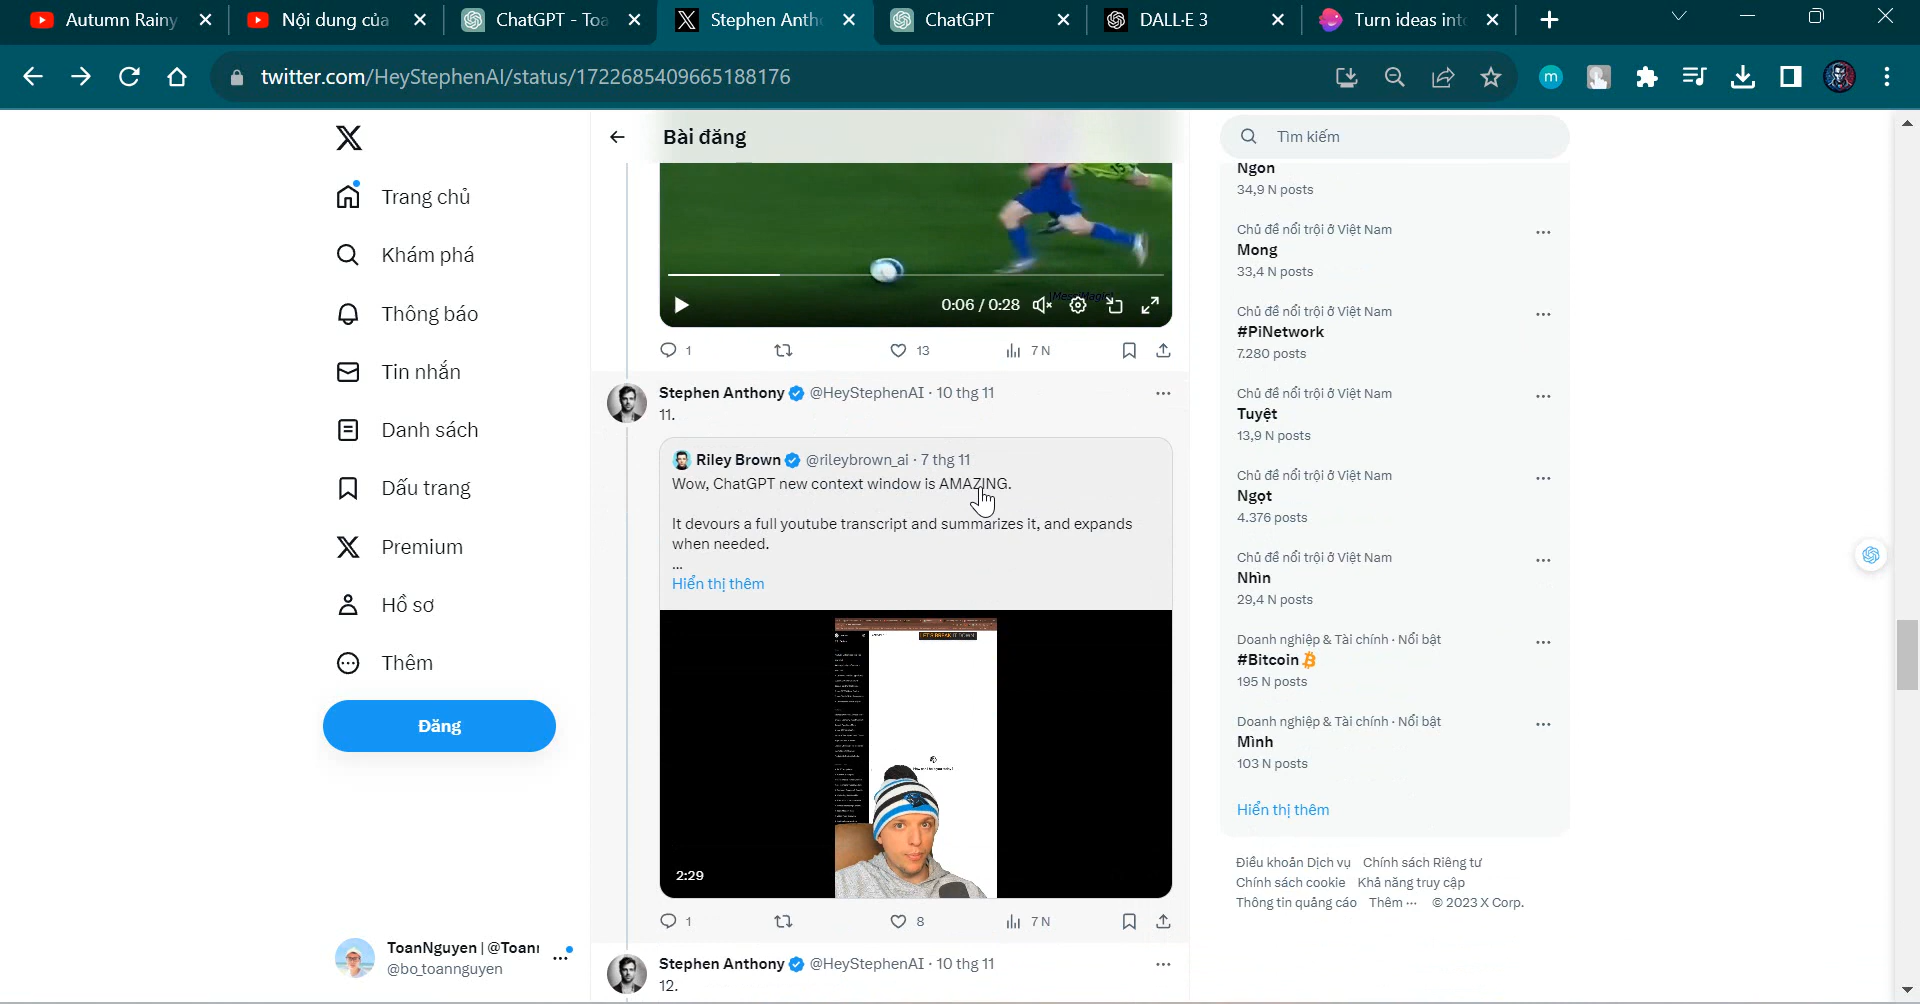 Autumn Rainy
Nội dung của
ChatGPT - Toa
Stephen Antho
ChatGPT
DALL·E 3
Turn ideas into
twitter.com/HeyStephenAI/status/1722685409665188176
m
Trang chủ
Khám phá
Thông báo
Tin nhắn
Danh sách
Dấu trang
Premium
Hồ sơ
Thêm
Đăng
ToanNguyen | @Toann
@bo_toannguyen
Bài đăng
0:06 / 0:28
1
13
7 N
Stephen Anthony @HeyStephenAI · 10 thg 11
11.
Riley Brown @rileybrown_ai · 7 thg 11
Wow, ChatGPT new context window is AMAZING.
It devours a full youtube transcript and summarizes it, and expands
when needed.
...
Hiển thị thêm
LET'S BREAK IT DOWN
2:29
1
8
7 N
Stephen Anthony @HeyStephenAI · 10 thg 11
12.
Tìm kiếm
Ngon
34,9 N posts
Chủ đề nổi trội ở Việt Nam
Mong
33,4 N posts
Chủ đề nổi trội ở Việt Nam
#PiNetwork
7.280 posts
Chủ đề nổi trội ở Việt Nam
Tuyệt
13,9 N posts
Chủ đề nổi trội ở Việt Nam
Ngọt
4.376 posts
Chủ đề nổi trội ở Việt Nam
Nhìn
29,4 N posts
Doanh nghiệp & Tài chính · Nổi bật
#Bitcoin
195 N posts
Doanh nghiệp & Tài chính · Nổi bật
Mình
103 N posts
Hiển thị thêm
Điều khoản Dịch vụ Chính sách Riêng tư
Chính sách cookie Khả năng truy cập
Thông tin quảng cáo Thêm ... © 2023 X Corp.